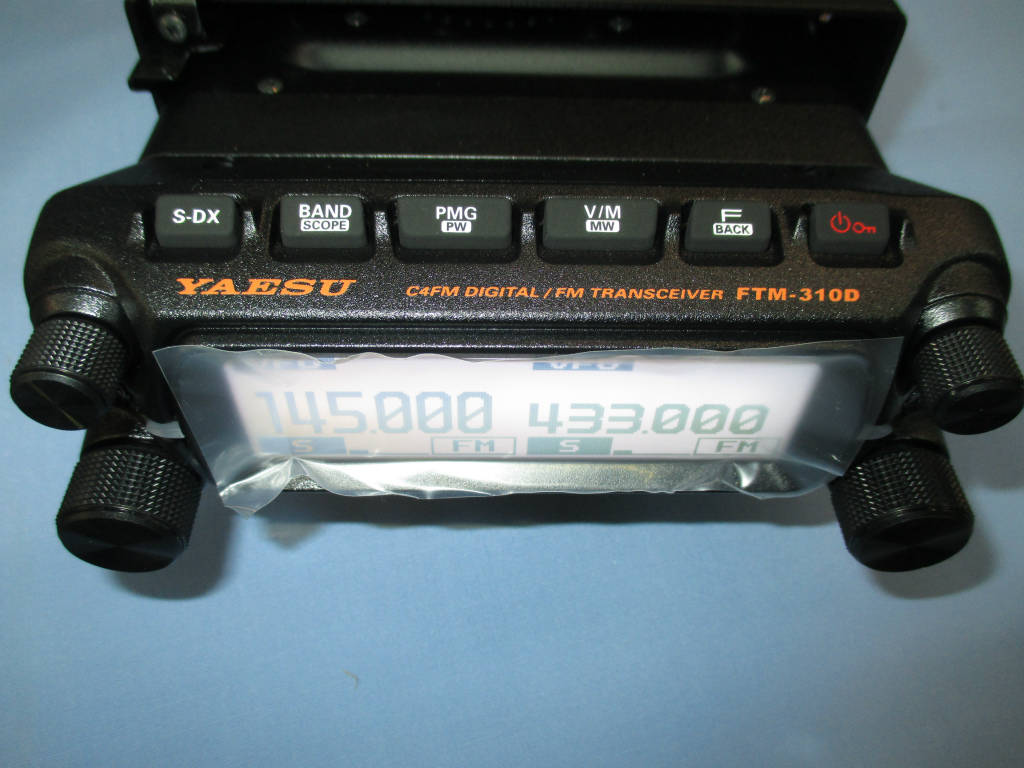 S-DX BAND PMG V/M F
SCOPE PW MW BACK
YAESU C4FM DIGITAL / FM TRANSCEIVER FTM-310D
VFO VFO
145.000 433.000
S FM S FM